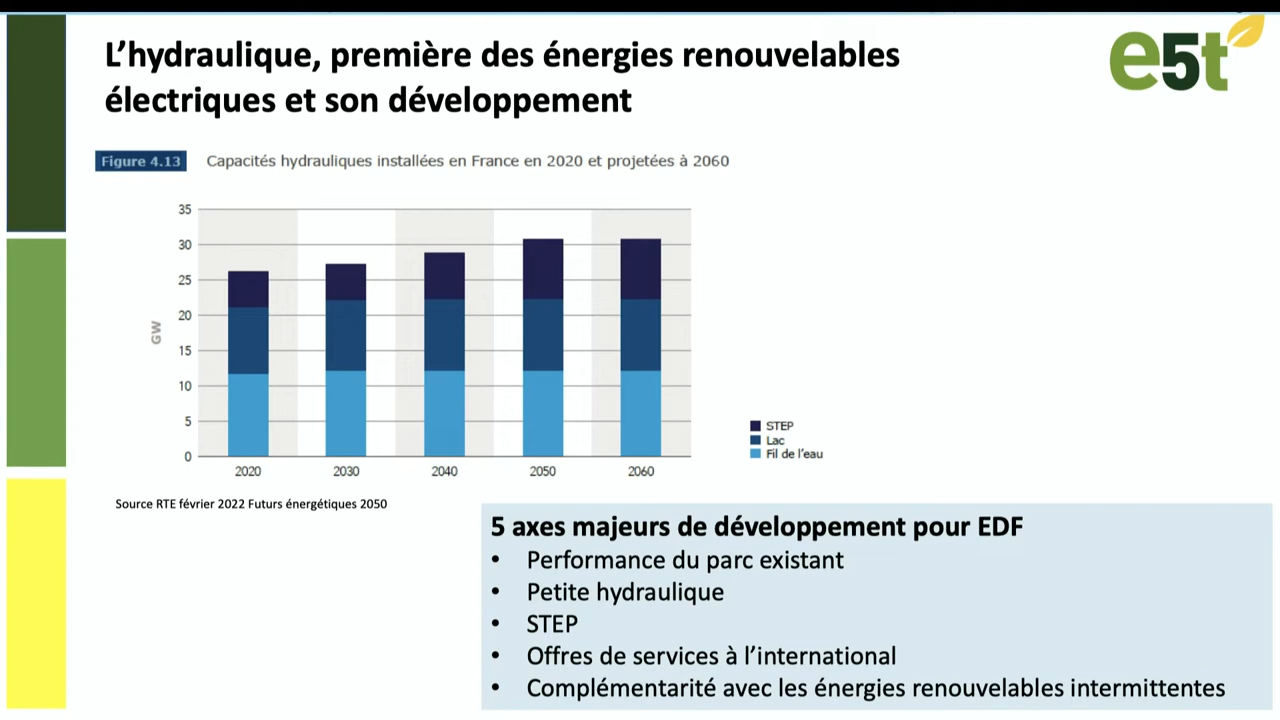 L'hydraulique, première des énergies renouvelables
électriques et son développement
e5t
Figure 4.13 Capacités hydrauliques installées en France en 2020 et projetées à 2060
35
30
25
20
15
10
5
0
GW
2020 2030 2040 2050 2060
STEP
Lac
Fil de l'eau
Source RTE février 2022 Futurs énergétiques 2050
5 axes majeurs de développement pour EDF
• Performance du parc existant
• Petite hydraulique
• STEP
• Offres de services à l'international
• Complémentarité avec les énergies renouvelables intermittentes